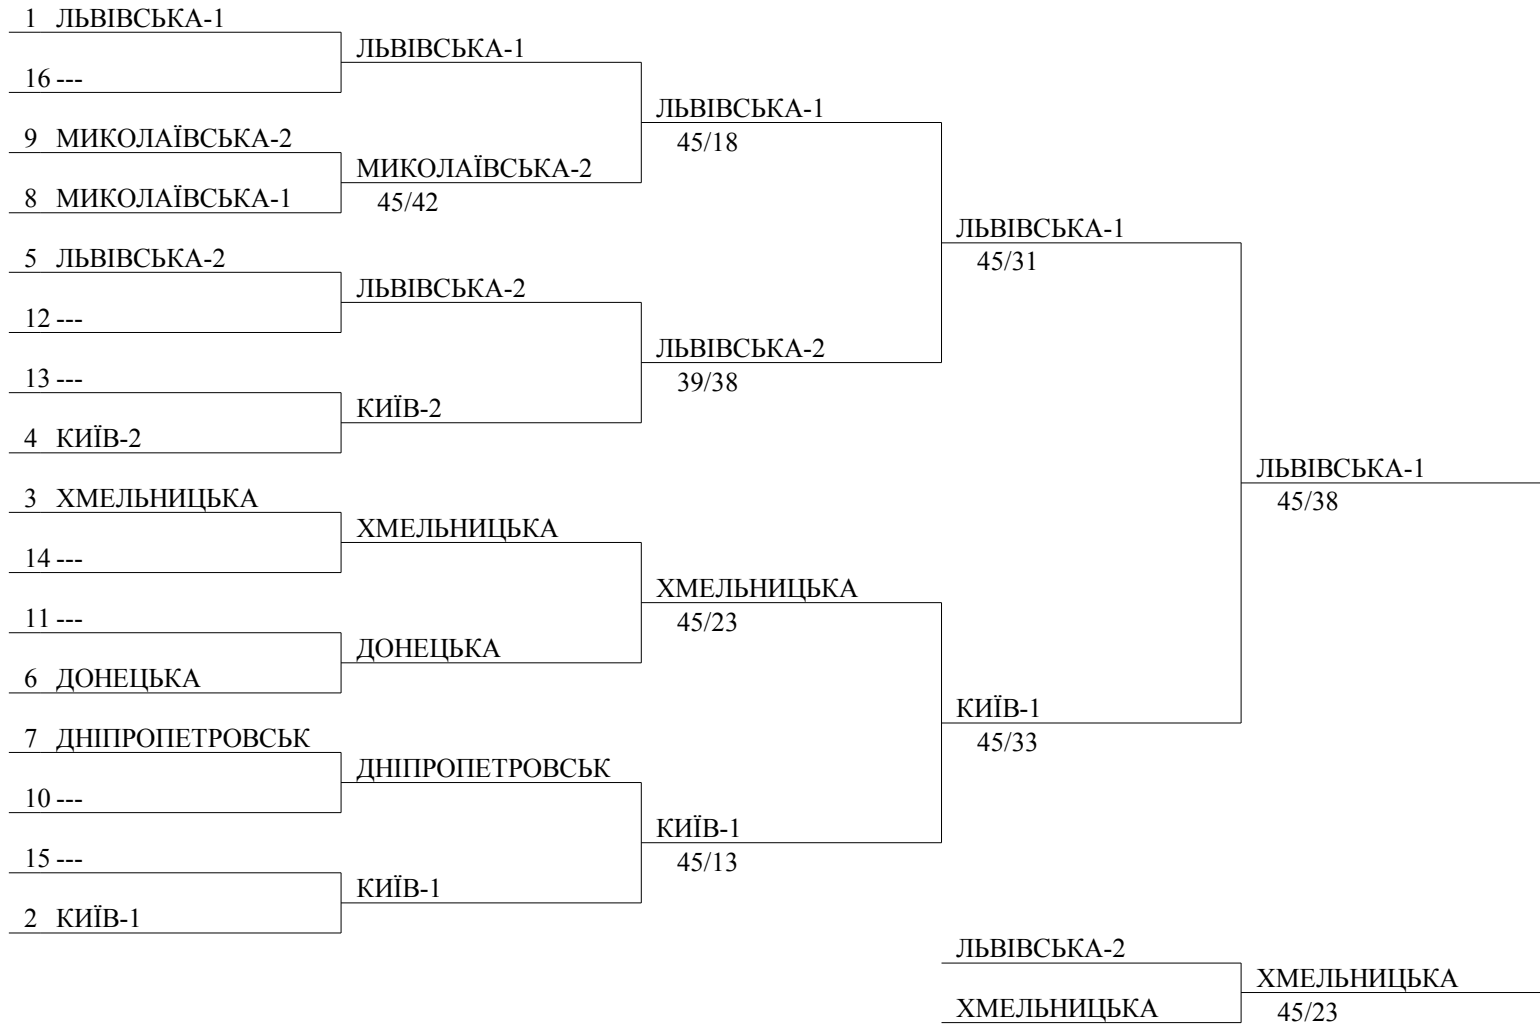 1 ЛЬВІВСЬКА-1
16 ---
9 МИКОЛАЇВСЬКА-2
8 МИКОЛАЇВСЬКА-1
5 ЛЬВІВСЬКА-2
12 ---
13 ---
4 КИЇВ-2
3 ХМЕЛЬНИЦЬКА
14 ---
11 ---
6 ДОНЕЦЬКА
7 ДНІПРОПЕТРОВСЬК
10 ---
15 ---
2 КИЇВ-1
ЛЬВІВСЬКА-1
МИКОЛАЇВСЬКА-2
45/42
ЛЬВІВСЬКА-2
КИЇВ-2
ХМЕЛЬНИЦЬКА
ДОНЕЦЬКА
ДНІПРОПЕТРОВСЬК
КИЇВ-1
ЛЬВІВСЬКА-1
45/18
ЛЬВІВСЬКА-2
39/38
ХМЕЛЬНИЦЬКА
45/23
КИЇВ-1
45/13
ЛЬВІВСЬКА-1
45/31
КИЇВ-1
45/33
ЛЬВІВСЬКА-1
45/38
ЛЬВІВСЬКА-2
ХМЕЛЬНИЦЬКА
ХМЕЛЬНИЦЬКА
45/23